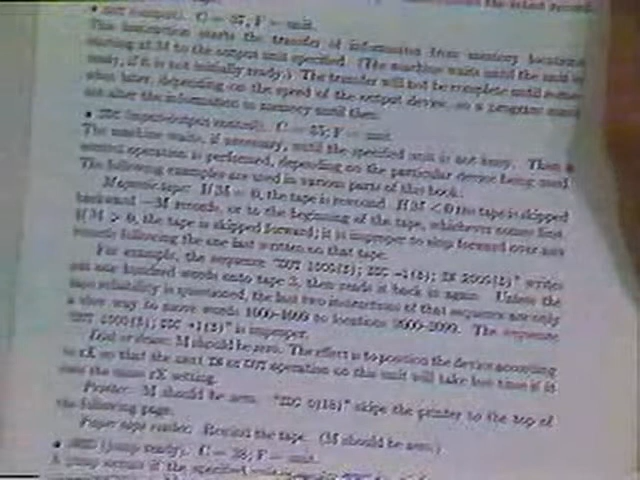 • OUT (output). C = 37; F = unit.
This instruction starts the transfer of information from memory locations
starting at M to the output unit specified. (The machine waits until the unit is
ready, if it is not initially ready.) The transfer will not be complete until
later, depending on the speed of the output device, so a program must
not alter the information in memory until then.
• IOC (input-output control). C = 35; F = unit.
The machine waits, if necessary, until the specified unit is not busy. Then a
control operation is performed, depending on the particular device being used.
The following examples are used in various parts of this book:
Magnetic tape: If M = 0, the tape is rewound. If M < 0 the tape is skipped
backward −M records, or to the beginning of the tape, whichever comes first.
If M > 0, the tape is skipped forward; it is improper to skip forward over any
records following the one last written on that tape.
For example, the sequence "OUT 1000(3); IOC -1(3); IN 2000(3)" writes
out one hundred words onto tape 3, then reads it back in again. Unless the
tape reliability is questioned, the last two instructions of that sequence are only
a slow way to move words 1000–1099 to locations 2000–2099. The sequence
"OUT 1000(3); IOC +1(3)" is improper.
Disk or drum: M should be zero. The effect is to position the device according
to rX so that the next IN or OUT operation on this unit will take less time if it
uses the same rX setting.
Printer: M should be zero. "IOC 0(18)" skips the printer to the top of
the following page.
Paper tape reader: Rewind the tape. (M should be zero.)
• JRED (jump ready). C = 38; F = unit.
A jump occurs if the specified unit is